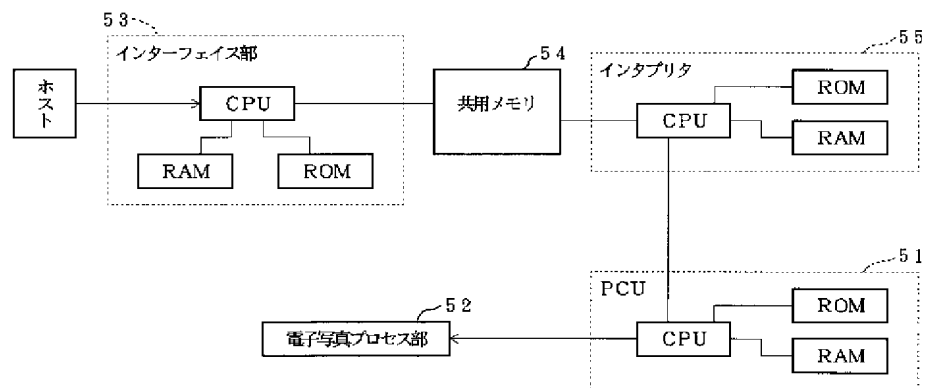 53
インターフェイス部
ホスト
CPU
RAM
ROM
54
共用メモリ
55
インタプリタ
CPU
ROM
RAM
51
PCU
CPU
ROM
RAM
52
電子写真プロセス部